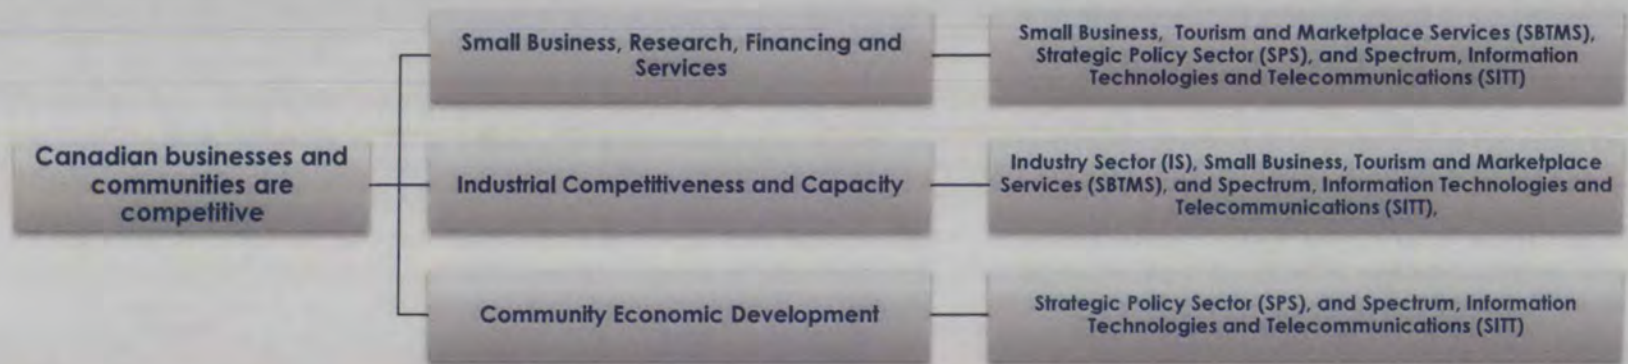 Canadian businesses and
communities are
competitive
Small Business, Research, Financing and
Services
Small Business, Tourism and Marketplace Services (SBTMS),
Strategic Policy Sector (SPS), and Spectrum, Information
Technologies and Telecommunications (SITT)
Industrial Competitiveness and Capacity
Industry Sector (IS), Small Business, Tourism and Marketplace
Services (SBTMS), and Spectrum, Information Technologies and
Telecommunications (SITT),
Community Economic Development
Strategic Policy Sector (SPS), and Spectrum, Information
Technologies and Telecommunications (SITT)